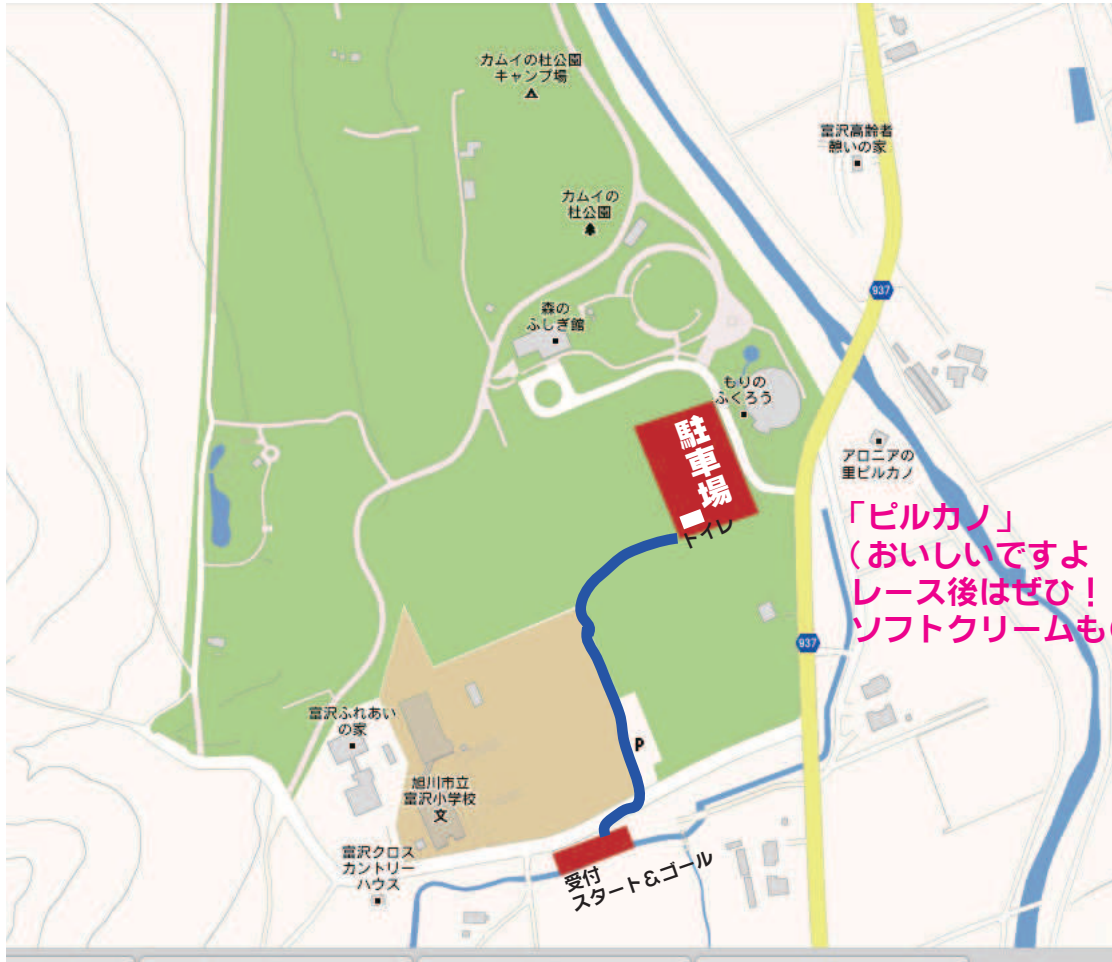 カムイの杜公園
キャンプ場
富沢高齢者
憩いの家
カムイの
杜公園
937
森の
ふしぎ館
もりの
ふくろう
駐車場
アロニアの
里ピルカノ
トイレ
「ピルカノ」
(おいしいですよ
レース後はぜひ！
ソフトクリームも
937
富沢ふれあい
の家
P
旭川市立
富沢小学校
文
富沢クロス
カントリー
ハウス
受付
スタート&ゴール